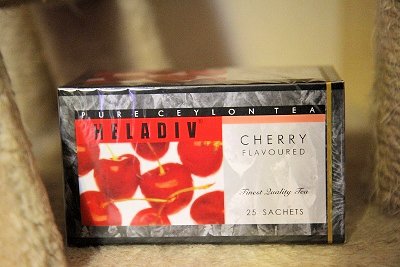 PURE CEYLON TEA
HELADIV
CHERRY
FLAVOURED
Finest Quality Tea
25 SACHETS